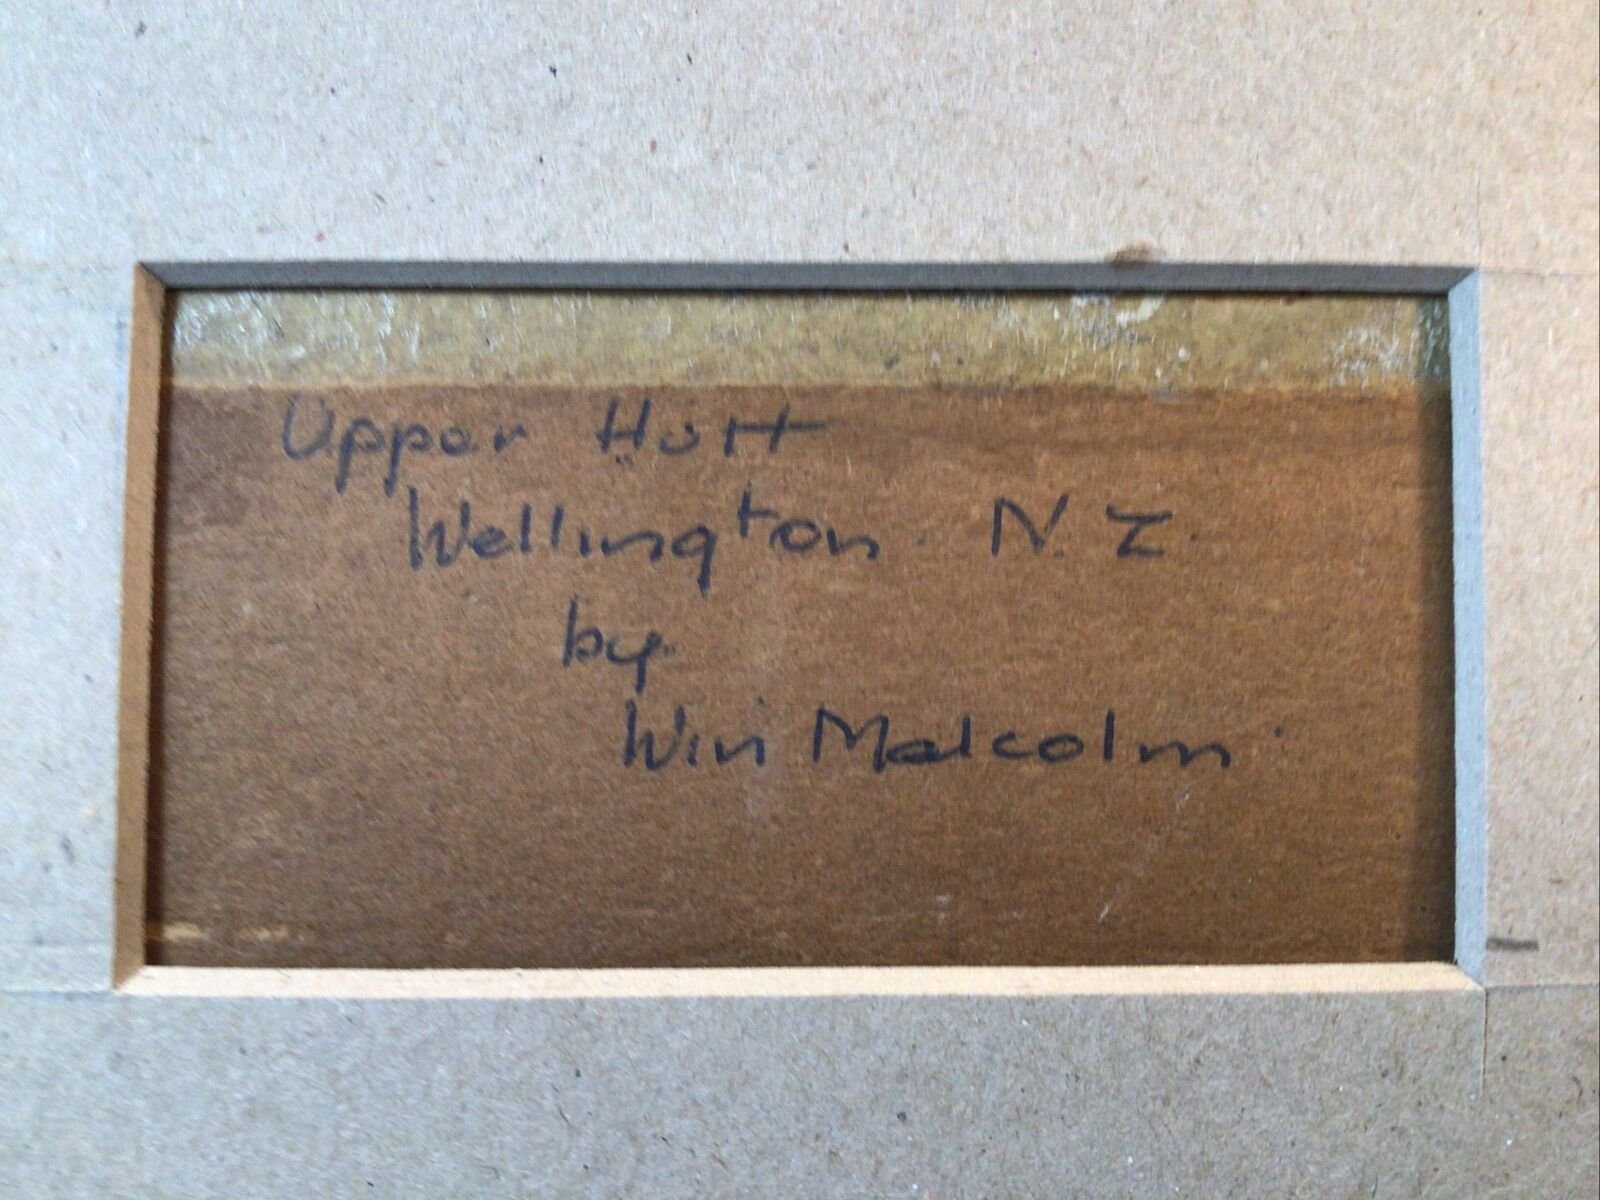 Upper Hutt
Wellington. N.Z.
by.
Win Malcolm.